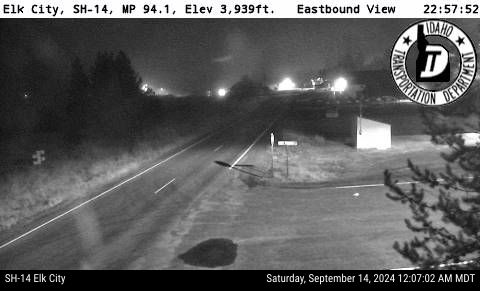 Elk City, SH-14, MP 94.1, Elev 3,939ft. Eastbound View 22:57:52
IDAHO
TRANSPORTATION DEPARTMENT
SH-14 Elk City Saturday, September 14, 2024 12:07:02 AM MDT